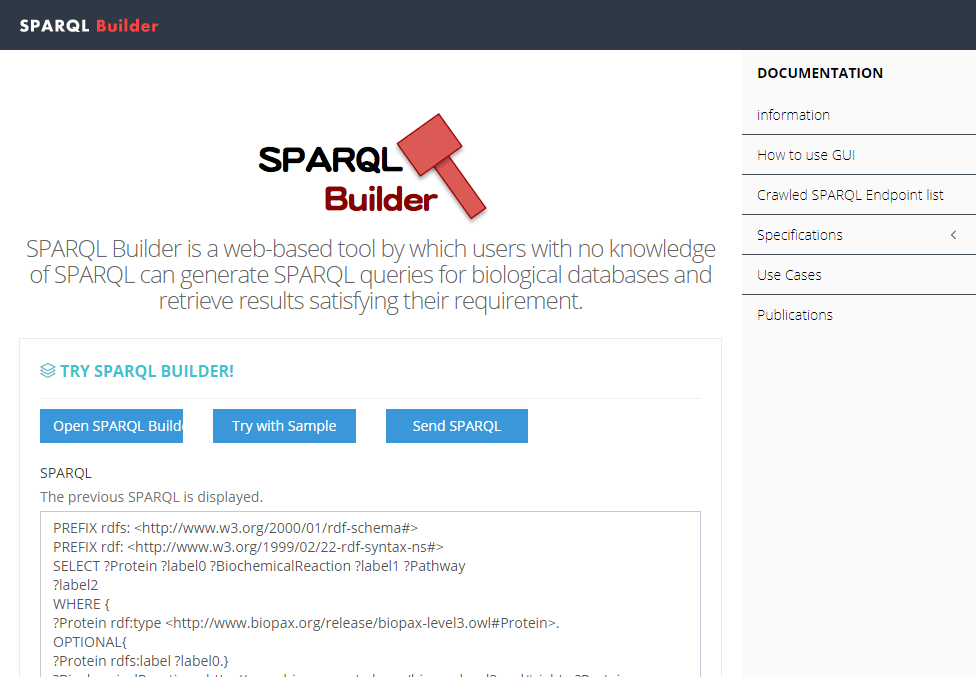 SPARQL Builder
DOCUMENTATION
information
How to use GUI
Crawled SPARQL Endpoint list
Specifications
Use Cases
Publications
SPARQL
Builder
SPARQL Builder is a web-based tool by which users with no knowledge
of SPARQL can generate SPARQL queries for biological databases and
retrieve results satisfying their requirement.
TRY SPARQL BUILDER!
Open SPARQL Build
Try with Sample
Send SPARQL
SPARQL
The previous SPARQL is displayed.
PREFIX rdfs: <http://www.w3.org/2000/01/rdf-schema#>
PREFIX rdf: <http://www.w3.org/1999/02/22-rdf-syntax-ns#>
SELECT ?Protein ?label0 ?BiochemicalReaction ?label1 ?Pathway
?label2
WHERE {
?Protein rdf:type <http://www.biopax.org/release/biopax-level3.owl#Protein>.
OPTIONAL{
?Protein rdfs:label ?label0.}